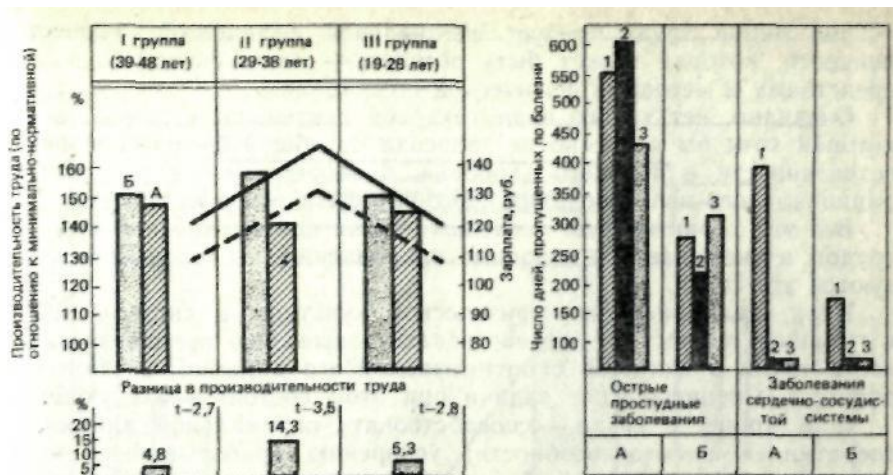 I группа
(39-48 лет)
II группа
(29-38 лет)
III группа
(19-28 лет)
%
Производительность труда (по
отношению к минимально-нормативной)
160
150
140
130
120
110
100
Б
А
140
130
120
110
100
90
80
Зарплата, руб.
Разница в производительности труда
t—2,7
t—3,5
t—2,8
%
20
15
10
5
4,8
14,3
5,3
Число дней, пропущенных по болезни
600
550
500
450
400
350
300
250
200
150
100
1
2
3
1
2
3
1
2 3
1
2 3
Острые
простудные
заболевания
Заболевания
сердечно-сосудис-
той системы
А
Б
А
Б